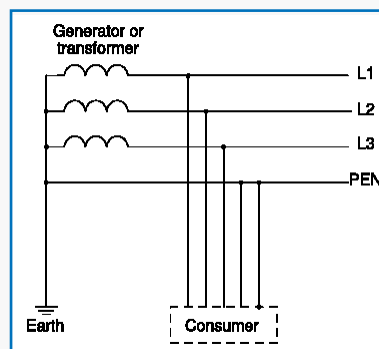 Generator or
transformer
L1
L2
L3
PEN
Earth
Consumer